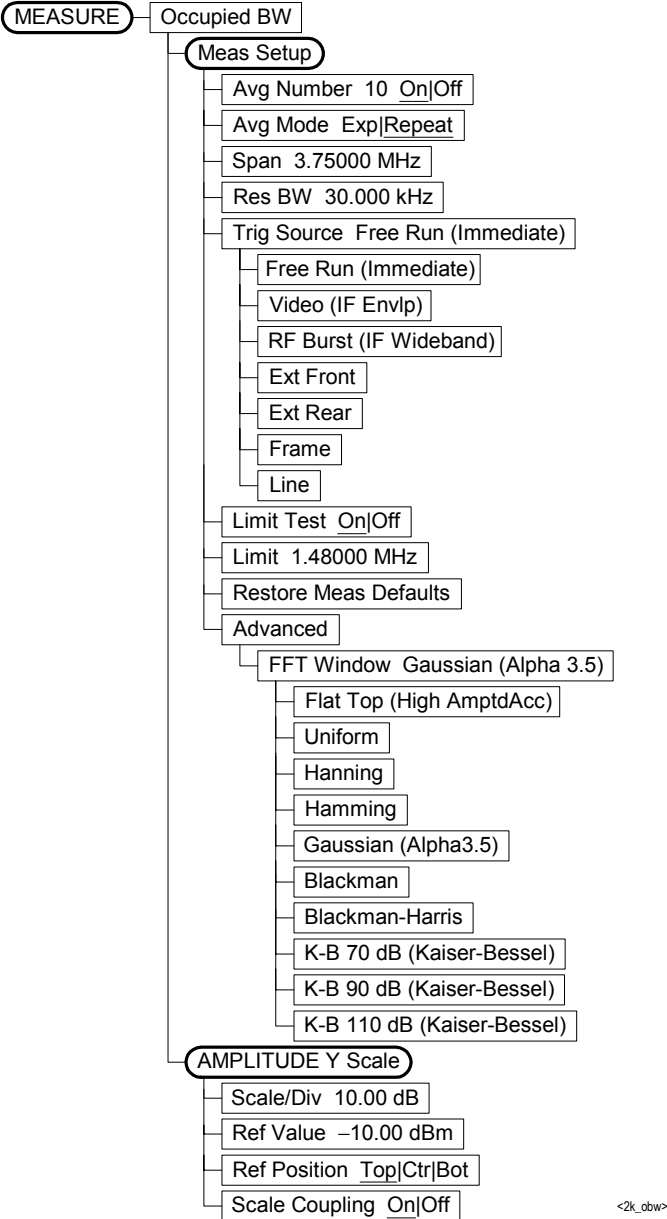 MEASURE
Occupied BW
Meas Setup
Avg Number 10 On|Off
Avg Mode Exp|Repeat
Span 3.75000 MHz
Res BW 30.000 kHz
Trig Source Free Run (Immediate)
Free Run (Immediate)
Video (IF Envlp)
RF Burst (IF Wideband)
Ext Front
Ext Rear
Frame
Line
Limit Test On|Off
Limit 1.48000 MHz
Restore Meas Defaults
Advanced
FFT Window Gaussian (Alpha 3.5)
Flat Top (High AmptdAcc)
Uniform
Hanning
Hamming
Gaussian (Alpha3.5)
Blackman
Blackman-Harris
K-B 70 dB (Kaiser-Bessel)
K-B 90 dB (Kaiser-Bessel)
K-B 110 dB (Kaiser-Bessel)
AMPLITUDE Y Scale
Scale/Div 10.00 dB
Ref Value –10.00 dBm
Ref Position Top|Ctr|Bot
Scale Coupling On|Off
<2k_obw>